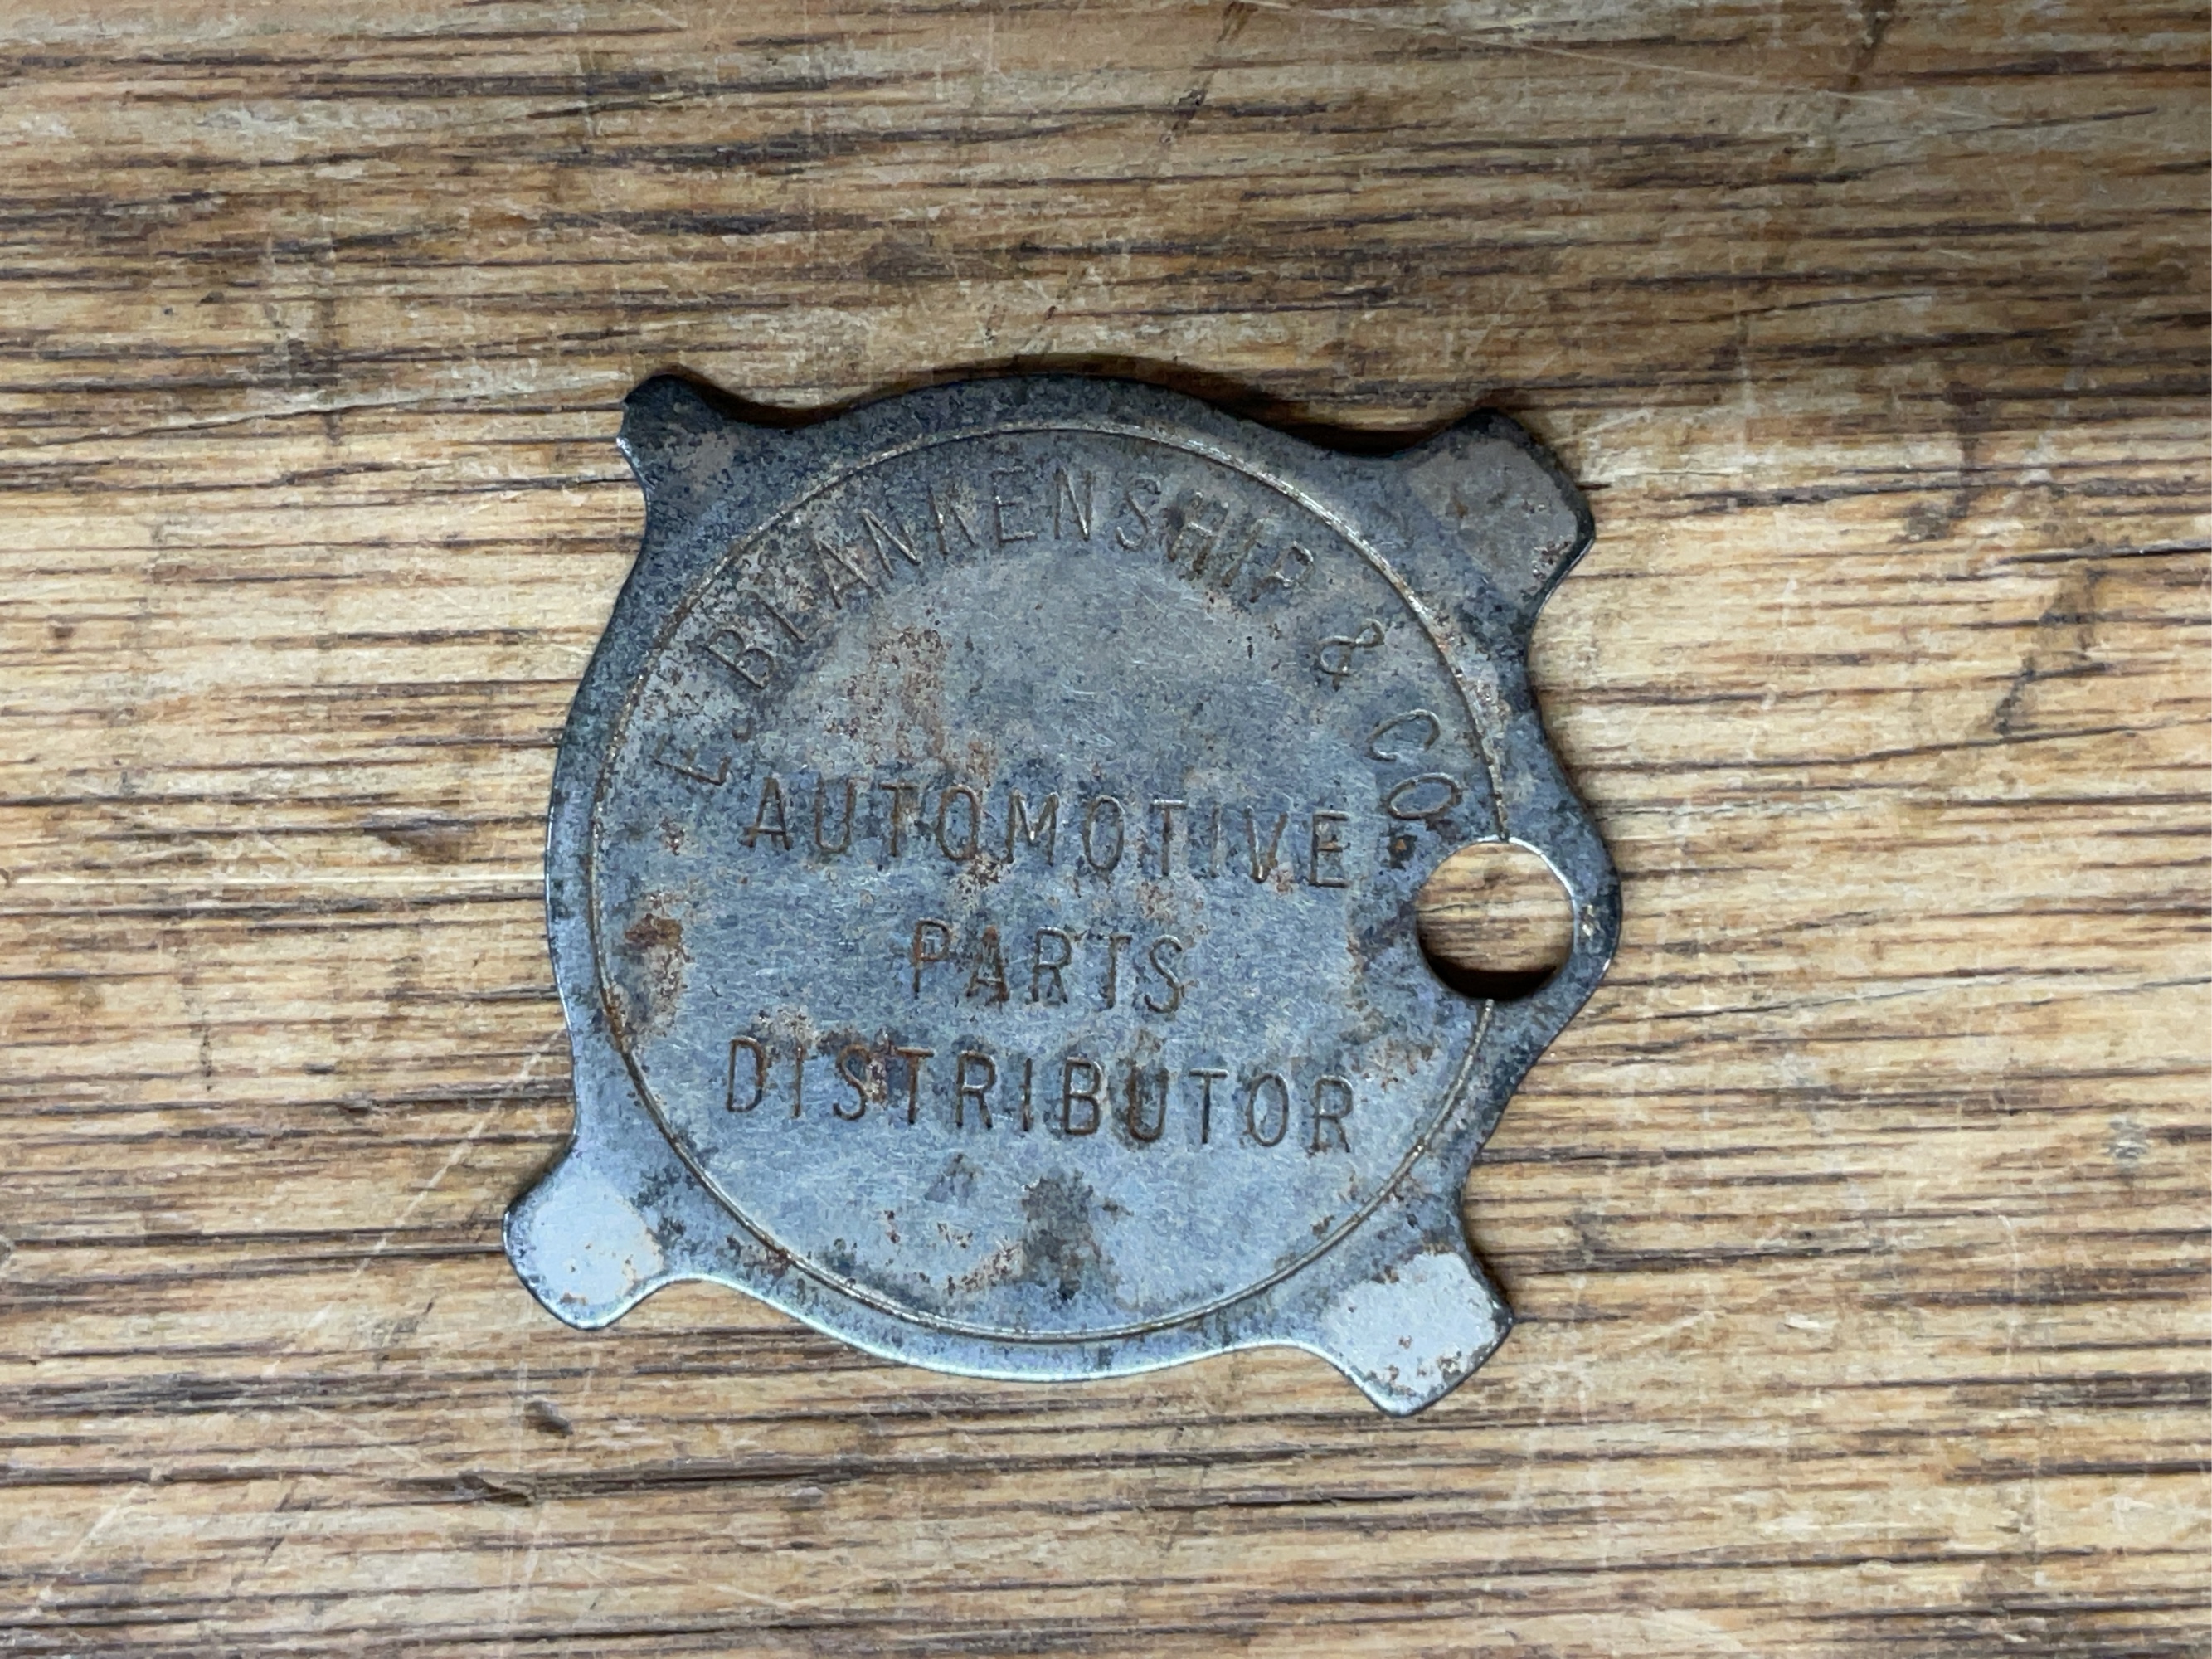 E. BLANKENSHIP & CO.
AUTOMOTIVE
PARTS
DISTRIBUTOR